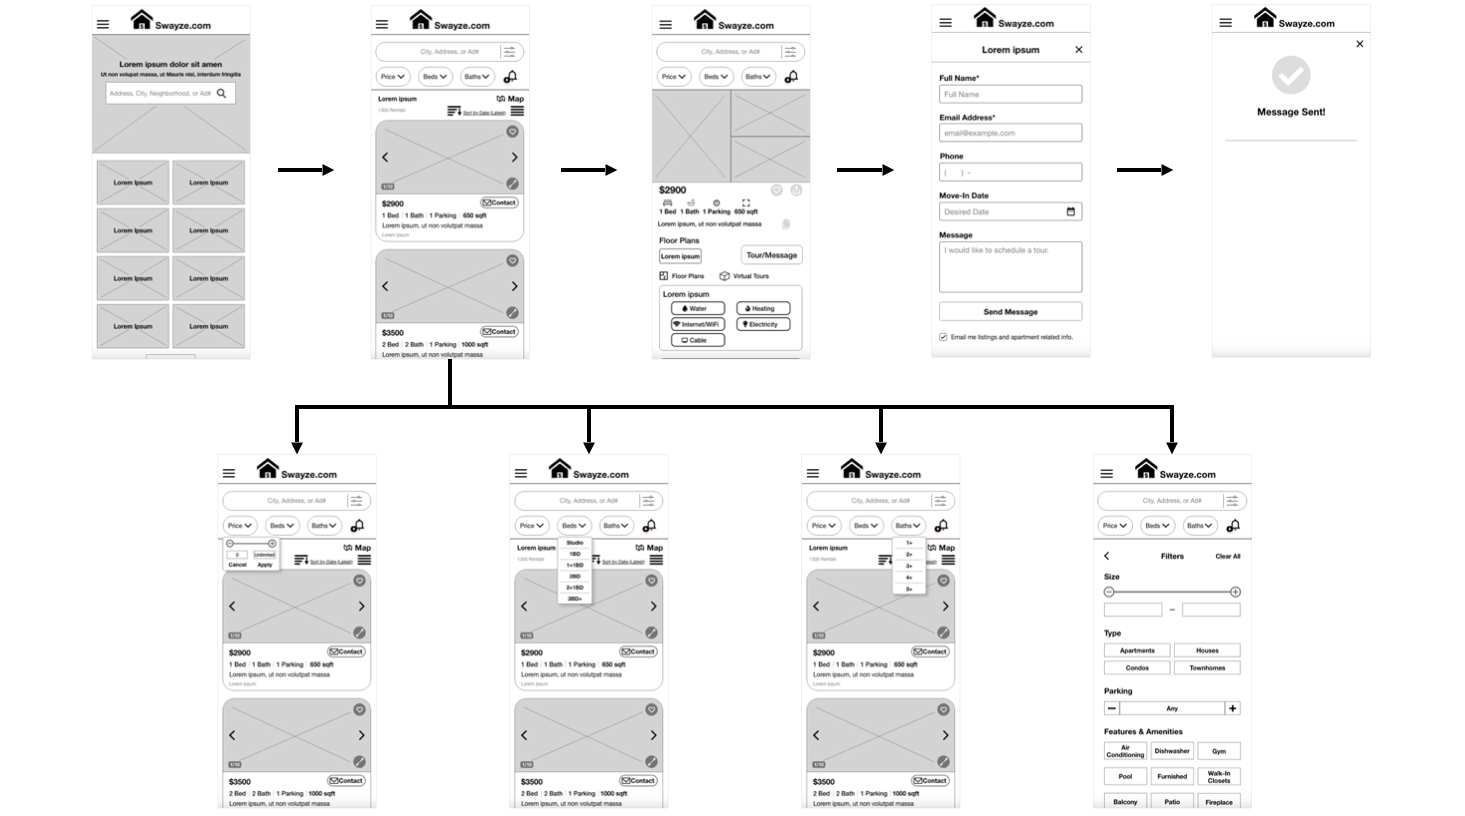 Swayze.com
Lorem ipsum dolor sit amen
Ut non volupat massa, ut Mauris nisi, interdum fringilla
Address, City, Neighborhood, or Ad#
Lorem Ipsum Lorem Ipsum
Lorem Ipsum Lorem Ipsum
Lorem Ipsum Lorem Ipsum
Lorem Ipsum Lorem Ipsum
Swayze.com
City, Address, or Ad#
Price Beds Baths
Lorem ipsum Map
1300 Rentals Sort by Date (Latest)
1/10
$2900 Contact
1 Bed 1 Bath 1 Parking 650 sqft
Lorem ipsum, ut non volutpat massa
Lorem ipsum
$3500 Contact
2 Bed 2 Bath 1 Parking 1000 sqft
Lorem ipsum, ut non volutpat massa
Swayze.com
City, Address, or Ad#
Price Beds Baths
$2900
1 Bed 1 Bath 1 Parking 650 sqft
Lorem ipsum, ut non volutpat massa
Floor Plans
Lorem ipsum Tour/Message
Floor Plans Virtual Tours
Lorem ipsum
Water Heating
Internet/WiFi Electricity
Cable
Swayze.com
Lorem ipsum
Full Name*
Full Name
Email Address*
email@example.com
Phone
( ) -
Move-In Date
Desired Date
Message
I would like to schedule a tour.
Send Message
Email me listings and apartment related info.
Swayze.com
Message Sent!
Swayze.com
City, Address, or Ad#
Price Beds Baths
Map
0 Unlimited Sort by Date (Latest)
Cancel Apply
1/10
$2900 Contact
1 Bed 1 Bath 1 Parking 650 sqft
Lorem ipsum, ut non volutpat massa
Lorem ipsum
1/10
$3500 Contact
2 Bed 2 Bath 1 Parking 1000 sqft
Lorem ipsum, ut non volutpat massa
Swayze.com
City, Address, or Ad#
Price Beds Baths
Lorem ipsum Map
1300 Rentals Sort by Date (Latest)
Studio
1BD
1+1BD
2BD
2+1BD
3BD+
1/10
$2900 Contact
1 Bed 1 Bath 1 Parking 650 sqft
Lorem ipsum, ut non volutpat massa
Lorem ipsum
1/10
$3500 Contact
2 Bed 2 Bath 1 Parking 1000 sqft
Lorem ipsum, ut non volutpat massa
Swayze.com
City, Address, or Ad#
Price Beds Baths
Lorem ipsum Map
1300 Rentals Sort by Date (Latest)
1+
2+
3+
4+
5+
1/10
$2900 Contact
1 Bed 1 Bath 1 Parking 650 sqft
Lorem ipsum, ut non volutpat massa
Lorem ipsum
1/10
$3500 Contact
2 Bed 2 Bath 1 Parking 1000 sqft
Lorem ipsum, ut non volutpat massa
Swayze.com
City, Address, or Ad#
Price Beds Baths
Filters Clear All
Size
–
Type
Apartments Houses
Condos Townhomes
Parking
Any
Features & Amenities
Air Conditioning Dishwasher Gym
Pool Furnished Walk-In Closets
Balcony Patio Fireplace